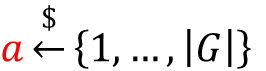 a $← {1, … , |G|}